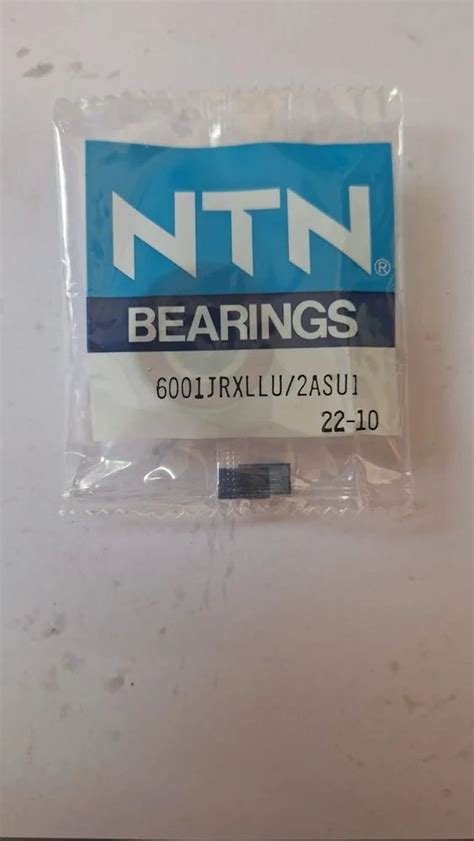 NTN®
BEARINGS
6001JRXLLU/2ASU1
22-10